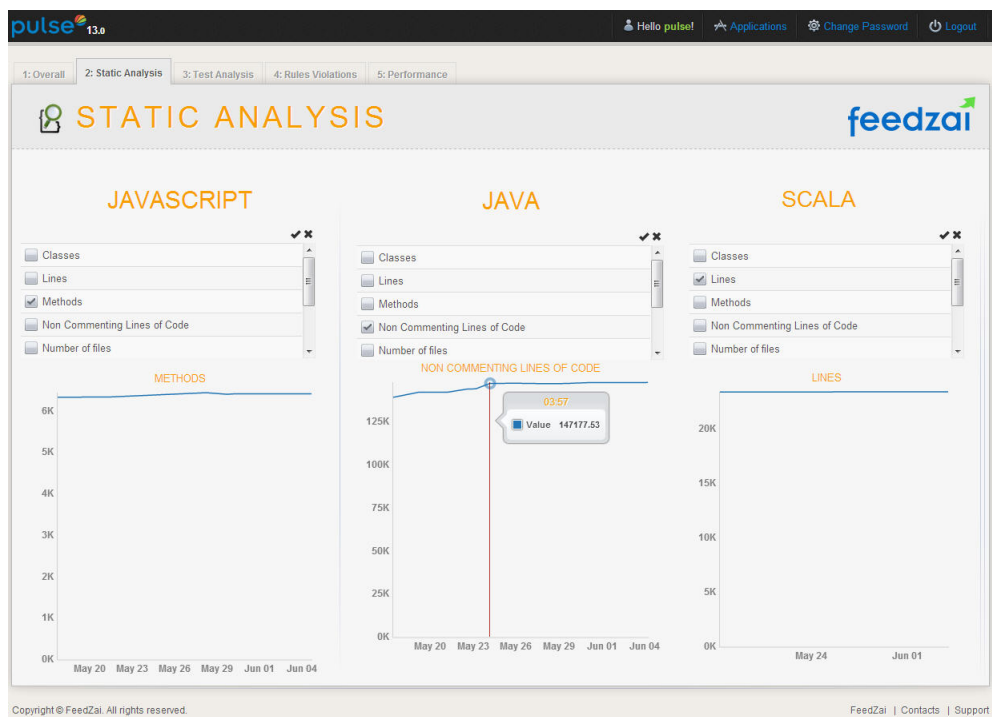 pulse 13.0
Hello pulse! Applications Change Password Logout
1: Overall 2: Static Analysis 3: Test Analysis 4: Rules Violations 5: Performance
STATIC ANALYSIS
feedzai
JAVASCRIPT
Classes
Lines
Methods
Non Commenting Lines of Code
Number of files
METHODS
6K
5K
4K
3K
2K
1K
0K
May 20 May 23 May 26 May 29 Jun 01 Jun 04
JAVA
Classes
Lines
Methods
Non Commenting Lines of Code
Number of files
NON COMMENTING LINES OF CODE
03:57
Value 147177.53
125K
100K
75K
50K
25K
0K
May 20 May 23 May 26 May 29 Jun 01 Jun 04
SCALA
Classes
Lines
Methods
Non Commenting Lines of Code
Number of files
LINES
20K
15K
10K
5K
0K
May 24 Jun 01
Copyright © FeedZai. All rights reserved.
FeedZai | Contacts | Support